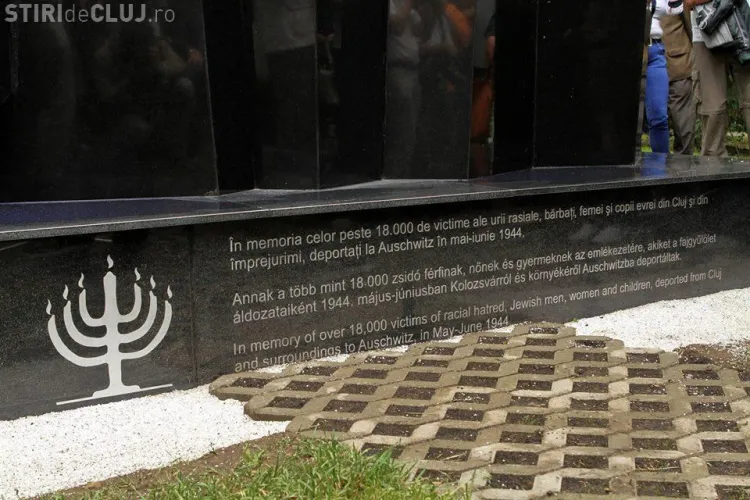 STIRIdeCLUJ.ro
În memoria celor peste 18.000 de victime ale urii rasiale, bărbați, femei și copii evrei din Cluj și din
împrejurimi, deportați la Auschwitz în mai-iunie 1944.
Annak a több mint 18.000 zsidó férfinak, nőnek és gyermeknek az emlékezetére, akiket a fajgyűlölet
áldozataiként 1944. május-júniusban Kolozsvárról és környékéről Auschwitzba deportáltak.
In memory of over 18,000 victims of racial hatred, Jewish men, women and children, deported from Cluj
and surroundings to Auschwitz, in May-June 1944